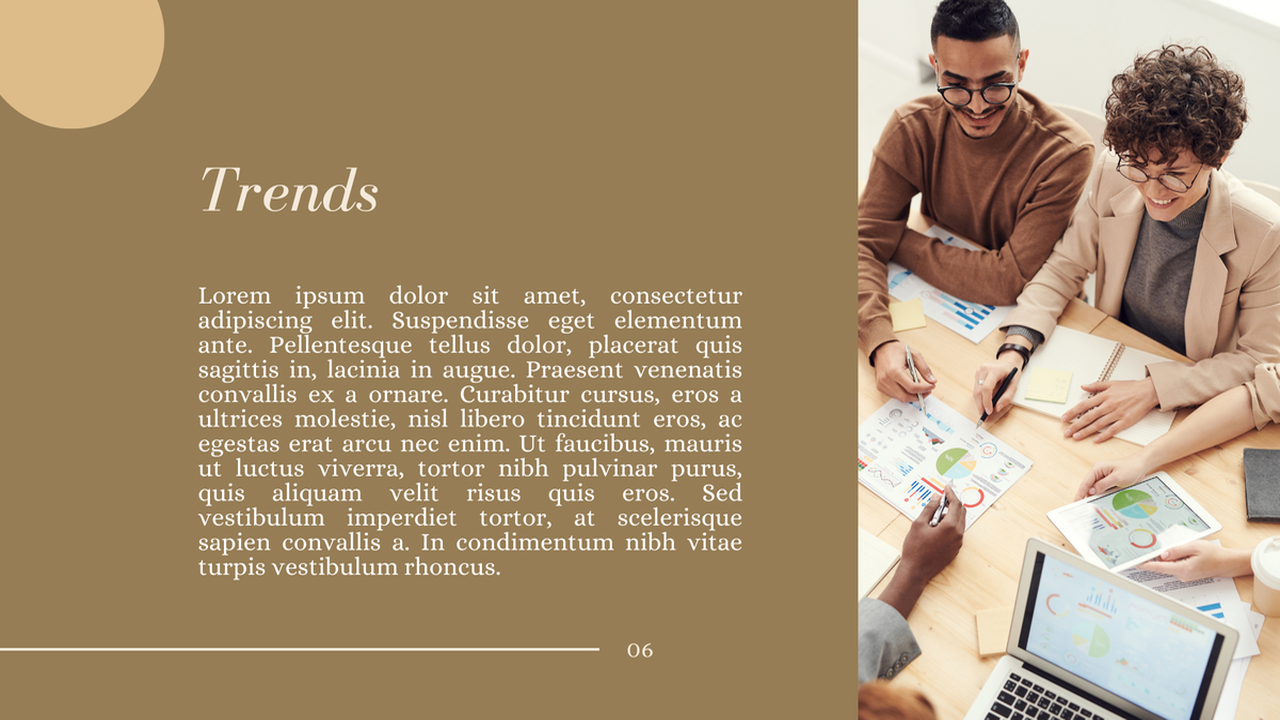 Trends
Lorem ipsum dolor sit amet, consectetur
adipiscing elit. Suspendisse eget elementum
ante. Pellentesque tellus dolor, placerat quis
sagittis in, lacinia in augue. Praesent venenatis
convallis ex a ornare. Curabitur cursus, eros a
ultrices molestie, nisl libero tincidunt eros, ac
egestas erat arcu nec enim. Ut faucibus, mauris
ut luctus viverra, tortor nibh pulvinar purus,
quis aliquam velit risus quis eros. Sed
vestibulum imperdiet tortor, at scelerisque
sapien convallis a. In condimentum nibh vitae
turpis vestibulum rhoncus.
06